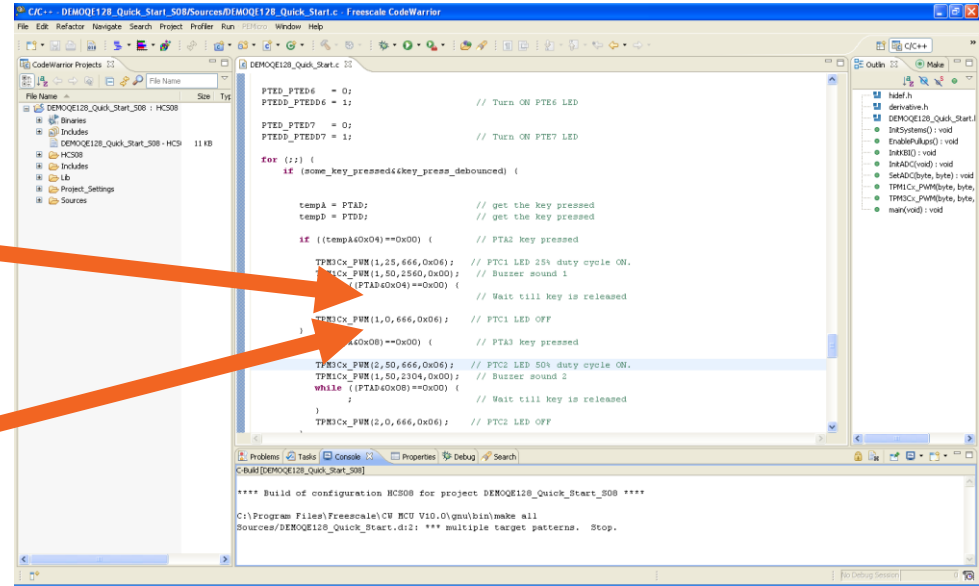 C/C++ - DEMOQE128_Quick_Start_S08/Sources/DEMOQE128_Quick_Start.c - Freescale CodeWarrior
File Edit Refactor Navigate Search Project Profiler Run PEMicro Window Help
C/C++
CodeWarrior Projects
DEMOQE128_Quick_Start.c
Outlin Make
File Name
File Name Size Typ
DEMOQE128_Quick_Start_S08 : HCS08
Binaries
Includes
DEMOQE128_Quick_Start_S08 - HCS 11 KB
HCS08
Includes
Lib
Project_Settings
Sources
PTED_PTED6 = 0;
PTEDD_PTEDD6 = 1; // Turn ON PTE6 LED
PTED_PTED7 = 0;
PTEDD_PTEDD7 = 1; // Turn ON PTE7 LED
for (;;) {
if (some_key_pressed&&key_press_debounced) {
tempA = PTAD; // get the key pressed
tempD = PTDD; // get the key pressed
if ((tempA&0x04)==0x00) { // PTA2 key pressed
TPM3Cx_PWM(1,25,666,0x06); // PTC1 LED 25% duty cycle ON.
TPM1Cx_PWM(1,50,2560,0x00); // Buzzer sound 1
((PTAD&0x04)==0x00) {
// Wait till key is released
TPM3Cx_PWM(1,0,666,0x06); // PTC1 LED OFF
}
A&0x08)==0x00) { // PTA3 key pressed
TPM3Cx_PWM(2,50,666,0x06); // PTC2 LED 50% duty cycle ON.
TPM1Cx_PWM(1,50,2304,0x00); // Buzzer sound 2
while ((PTAD&0x08)==0x00) {
; // Wait till key is released
}
TPM3Cx_PWM(2,0,666,0x06); // PTC2 LED OFF
hidef.h
derivative.h
DEMOQE128_Quick_Start.
InitSystems() : void
EnablePullups() : void
InitKBI() : void
InitADC(void) : void
SetADC(byte, byte) : void
TPM1Cx_PWM(byte, byte,
TPM3Cx_PWM(byte, byte,
main(void) : void
Problems Tasks Console Properties Debug Search
C-Build [DEMOQE128_Quick_Start_S08]
**** Build of configuration HCS08 for project DEMOQE128_Quick_Start_S08 ****
C:\Program Files\Freescale\CW MCU V10.0\gnu\bin\make all
Sources/DEMOQE128_Quick_Start.d:2: *** multiple target patterns. Stop.
No Debug Session